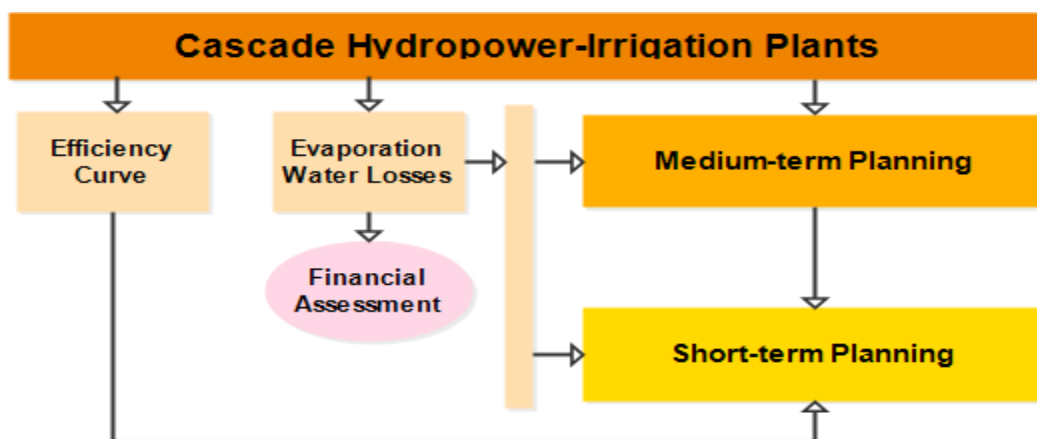 Cascade Hydropower-Irrigation Plants
Efficiency
Curve
Evaporation
Water Losses
Medium-term Planning
Financial
Assessment
Short-term Planning